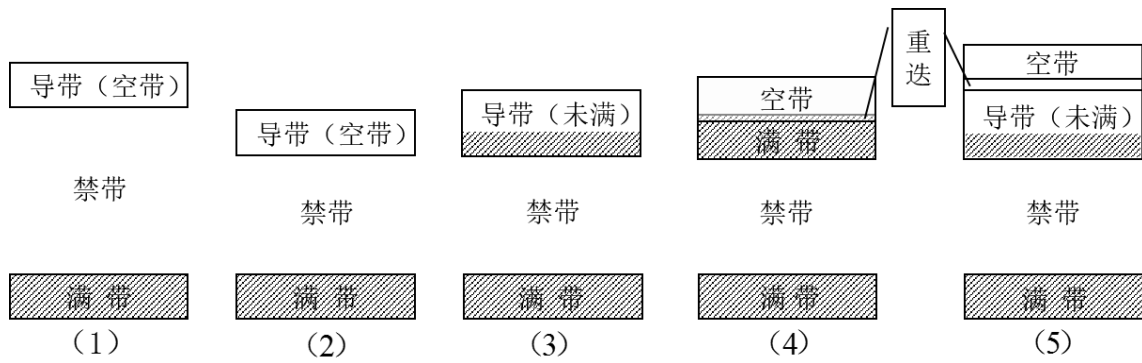 导带（空带）
禁带
满 带
（1）
导带（空带）
禁带
满 带
（2）
导带（未满）
禁带
满 带
（3）
空带
满 带
禁带
满 带
（4）
重
迭
空带
导带（未满）
禁带
满 带
（5）